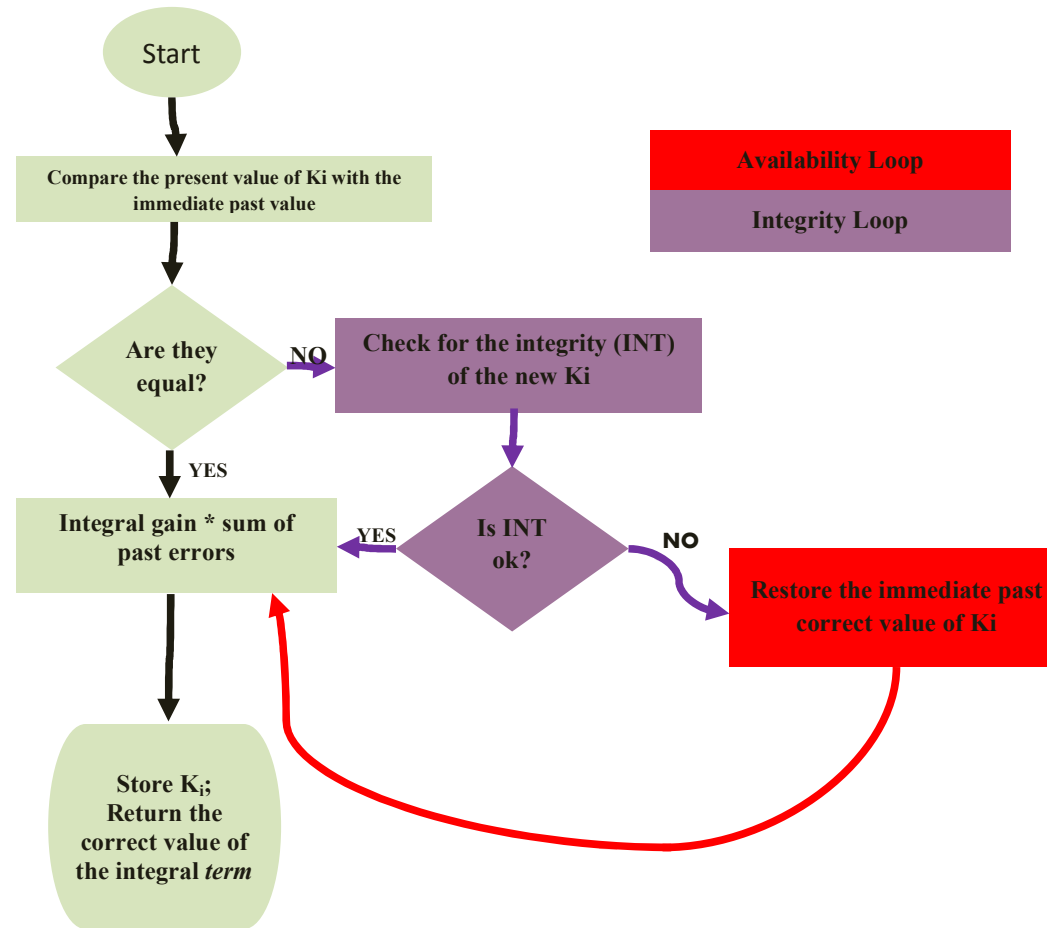 Start
Compare the present value of Ki with the
immediate past value
Availability Loop
Integrity Loop
Are they
equal?
NO
Check for the integrity (INT)
of the new Ki
YES
Integral gain * sum of
past errors
YES
Is INT
ok?
NO
Restore the immediate past
correct value of Ki
Store Kᵢ;
Return the
correct value of
the integral term